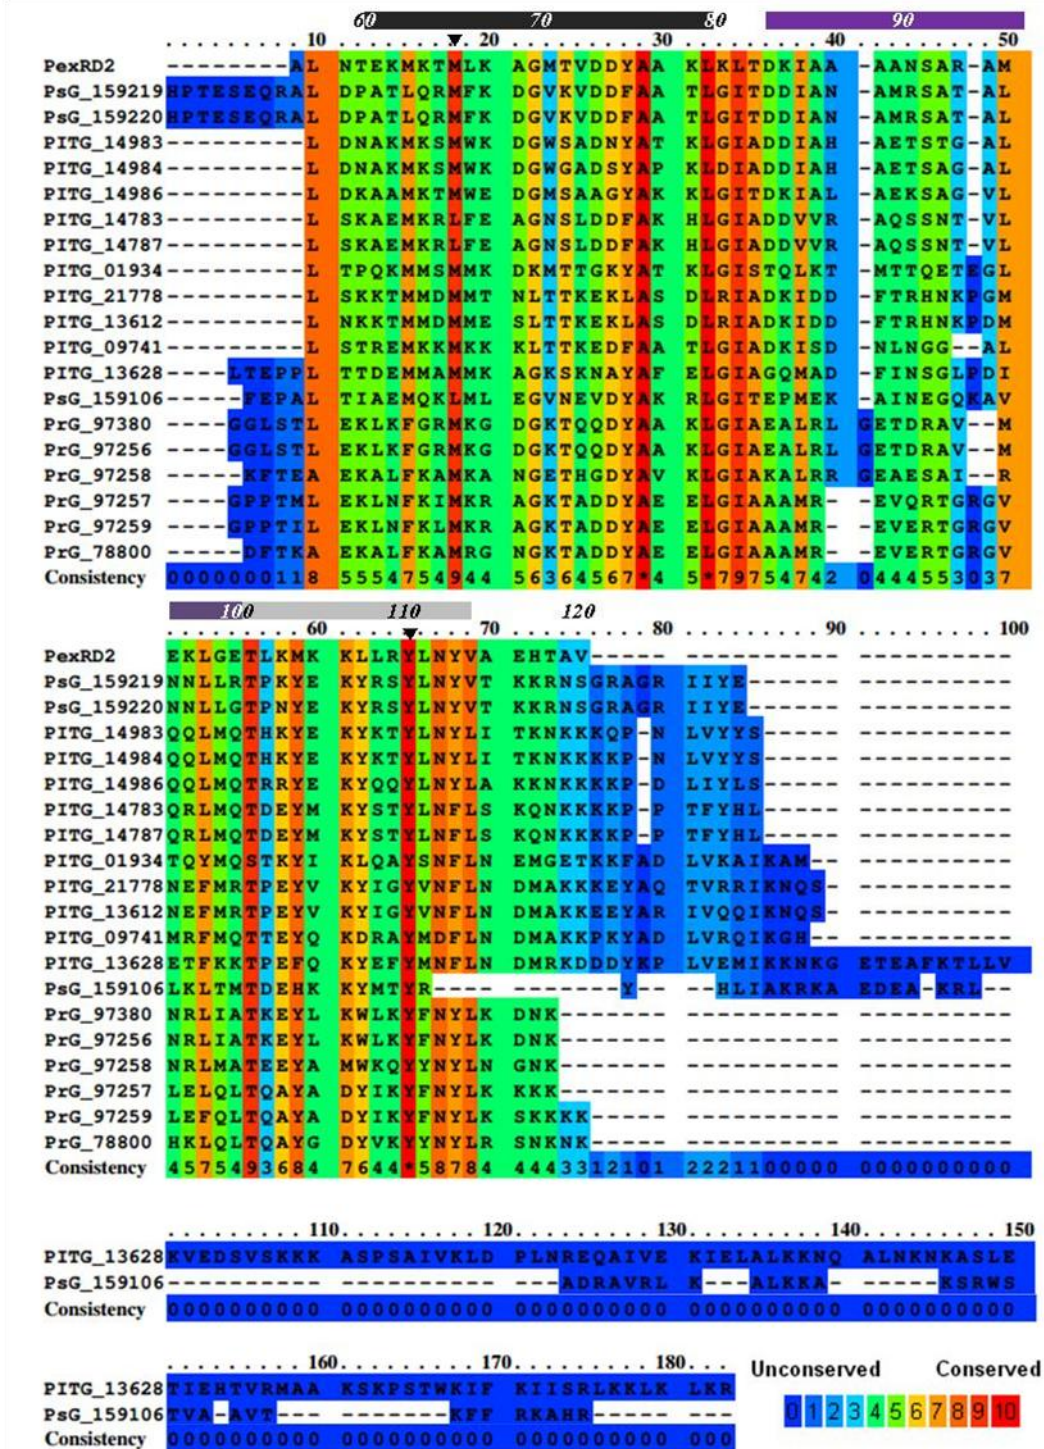 60 70 80 90
. . . . . . . . . 10 . . . . . . . . . 20 . . . . . . . . . 30 . . . . . . . . . 40 . . . . . . . . . 50
PexRD2 --------AL NTEKMKTMLK AGMTVDDYAA KLKLTDKIAA -AANSAR-AM
PsG_159219 HPTESEQRAL DPATLQRMFK DGVKVDDFAA TLGITDDIAN -AMRSAT-AL
PsG_159220 HPTESEQRAL DPATLQRMFK DGVKVDDFAA TLGITDDIAN -AMRSAT-AL
PITG_14983 ---------L DNAKMKSMWK DGWSADNYAT KLGIADDIAH -AETSTG-AL
PITG_14984 ---------L DNAKMKSMWK DGWGADSYAP KLDIADDIAH -AETSAG-AL
PITG_14986 ---------L DKAAMKTMWE DGMSAAGYAK KLGITDKIAL -AEKSAG-VL
PITG_14783 ---------L SKAEMKRLFE AGNSLDDFAK HLGIADDVVR -AQSSNT-VL
PITG_14787 ---------L SKAEMKRLFE AGNSLDDFAK HLGIADDVVR -AQSSNT-VL
PITG_01934 ---------L TPQKMMSMMK DKMTTGKYAT KLGISTQLKT -MTTQETEGL
PITG_21778 ---------L SKKTMMDMMT NLTTKEKLAS DLRIADKIDD -FTRHNKPGM
PITG_13612 ---------L NKKTMMDMME SLTTKEKLAS DLRIADKIDD -FTRHNKPDM
PITG_09741 ---------L STREMKKMKK KLTTKEDFAA TLGIADKISD -NLNGG--AL
PITG_13628 ----LTEPPL TTDEMMAMMK AGKSKNAYAF ELGIAGQMAD -FINSGLPDI
PsG_159106 -----FEPAL TIAEMQKLML EGVNEVDYAK RLGITEPMEK -AINEGQKAV
PrG_97380 ----GGLSTL EKLKFGRMKG DGKTQQDYAA KLGIAEALRL GETDRAV--M
PrG_97256 ----GGLSTL EKLKFGRMKG DGKTQQDYAA KLGIAEALRL GETDRAV--M
PrG_97258 -----KFTEA EKALFKAMKA NGETHGDYAV KLGIAKALRR GEAESAI--R
PrG_97257 ----GPPTML EKLNFKIMKR AGKTADDYAE ELGIAAAMR- -EVQRTGRGV
PrG_97259 ----GPPTIL EKLNFKLMKR AGKTADDYAE ELGIAAAMR- -EVERTGRGV
PrG_78800 -----DFTKA EKALFKAMRG NGKTADDYAE ELGIAAAMR- -EVERTGRGV
Consistency 0000000118 5554754944 56364567*4 5*79754742 0444553037
100 110 120
. . . . . . . . . 60 . . . . . . . . . 70 . . . . . . . . . 80 . . . . . . . . . 90 . . . . . . . . . 100
PexRD2 EKLGETLKMK KLLRYLNYVA EHTAV----- ---------- ----------
PsG_159219 NNLLRTPKYE KYRSYLNYVT KKRNSGRAGR IIYE------ ----------
PsG_159220 NNLLGTPNYE KYRSYLNYVT KKRNSGRAGR IIYE------ ----------
PITG_14983 QQLMQTHKYE KYKTYLNYLI TKNKKKQP-N LVYYS----- ----------
PITG_14984 QQLMQTHKYE KYKTYLNYLI TKNKKKKP-N LVYYS----- ----------
PITG_14986 QQLMQTRRYE KYQQYLNYLA KKNKKKKP-D LIYLS----- ----------
PITG_14783 QRLMQTDEYM KYSTYLNFLS KQNKKKKP-P TFYHL----- ----------
PITG_14787 QRLMQTDEYM KYSTYLNFLS KQNKKKKP-P TFYHL----- ----------
PITG_01934 TQYMQSTKYI KLQAYSNFLN EMGETKKFAD LVKAIKAM-- ----------
PITG_21778 NEFMRTPEYV KYIGYVNFLN DMAKKKEYAQ TVRRIKNQS- ----------
PITG_13612 NEFMRTPEYV KYIGYVNFLN DMAKKEEYAR IVQQIKNQS- ----------
PITG_09741 MRFMQTTEYQ KDRAYMDFLN DMAKKPKYAD LVRQIKGH-- ----------
PITG_13628 ETFKKTPEFQ KYEFYMNFLN DMRKDDDYKP LVEMIKKNKG ETEAFKTLLV
PsG_159106 LKLTMTDEHK KYMTYR---- --------Y- --HLIAKRKA EDEA-KRL--
PrG_97380 NRLIATKEYL KWLKYFNYLK DNK------- ---------- ----------
PrG_97256 NRLIATKEYL KWLKYFNYLK DNK------- ---------- ----------
PrG_97258 NRLMATEEYA MWKQYYNYLN GNK------- ---------- ----------
PrG_97257 LELQLTQAYA DYIKYFNYLK KKK------- ---------- ----------
PrG_97259 LEFQLTQAYA DYIKYFNYLK SKKKK----- ---------- ----------
PrG_78800 HKLQLTQAYG DYVKYYNYLR SNKNK----- ---------- ----------
Consistency 4575493684 7644*58784 4443312101 2221100000 0000000000
. . . . . . . . . 110 . . . . . . . . . 120 . . . . . . . . . 130 . . . . . . . . . 140 . . . . . . . . . 150
PITG_13628 KVEDSVSKKK ASPSAIVKLD PLNREQAIVE KIELALKKNQ ALNKNKASLE
PsG_159106 ---------- ---------- ---ADRAVRL K---ALKKA- ------KSRWS
Consistency 0000000000 0000000000 0000000000 0000000000 0000000000
. . . . . . . . . 160 . . . . . . . . . 170 . . . . . . . . . 180 . . .
PITG_13628 TIEHTVRMAA KSKPSTWKIF KIISRLKKLK LKR
PsG_159106 TVA-AVT--- -------KFF RKAHR----- ---
Consistency 0000000000 0000000000 0000000000 000
Unconserved Conserved
0 1 2 3 4 5 6 7 8 9 10